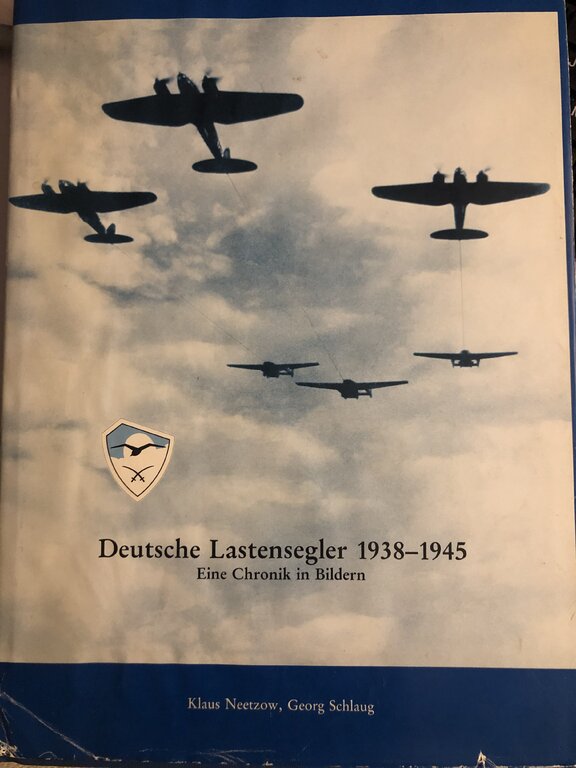 Deutsche Lastensegler 1938–1945
Eine Chronik in Bildern
Klaus Neetzow, Georg Schlaug